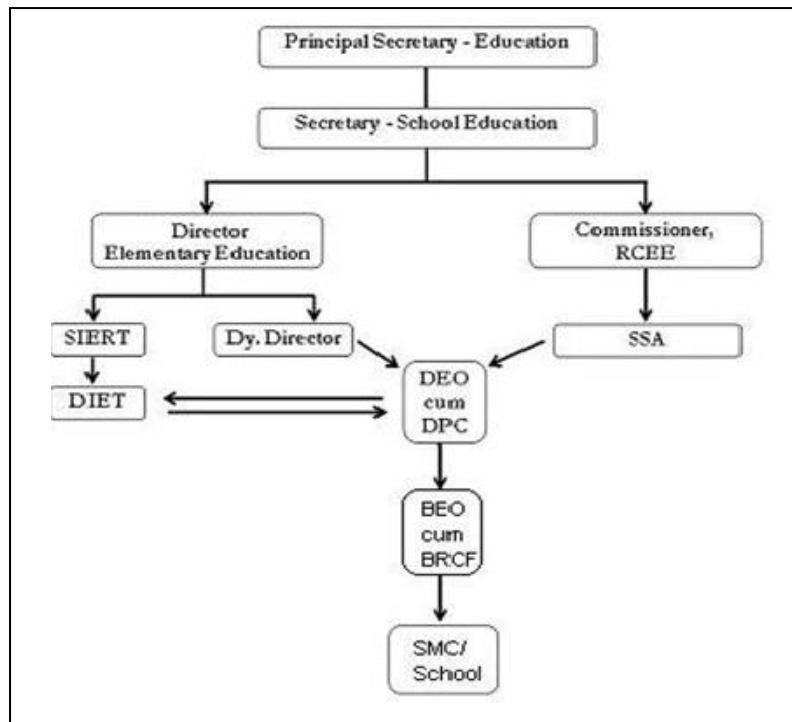 Principal Secretary - Education
Secretary - School Education
Director
Elementary Education
Commissioner,
RCEE
SIERT
Dy. Director
SSA
DIET
DEO
cum
DPC
BEO
cum
BRCF
SMC/
School